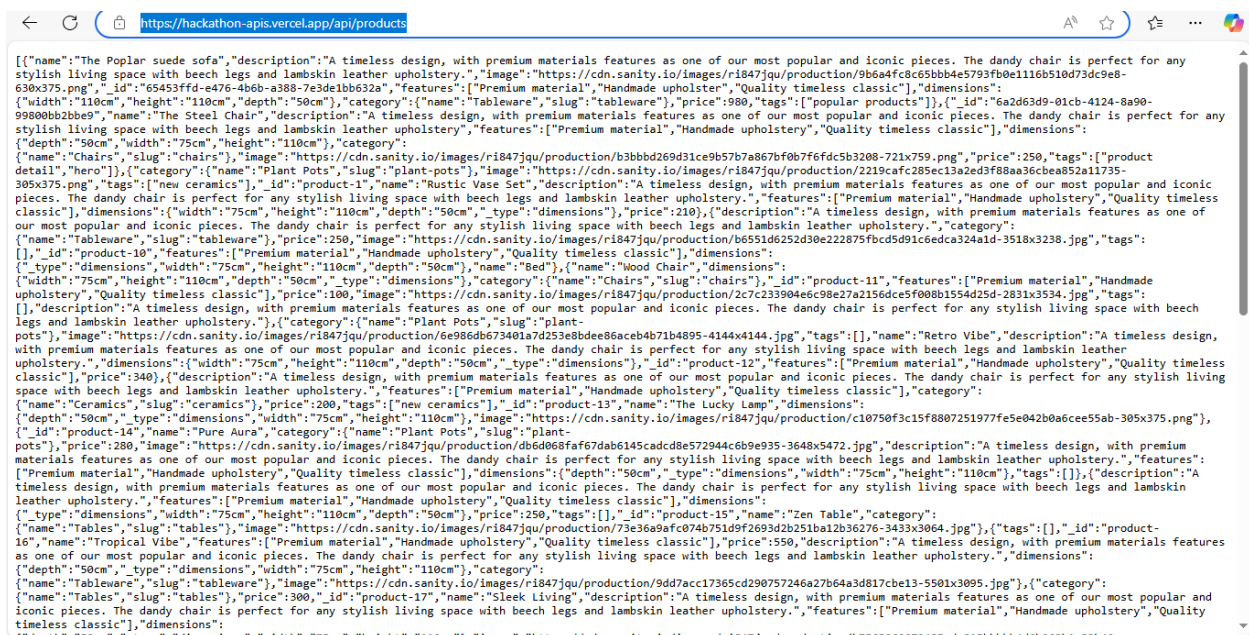 https://hackathon-apis.vercel.app/api/products
[{"name":"The Poplar suede sofa","description":"A timeless design, with premium materials features as one of our most popular and iconic pieces. The dandy chair is perfect for any
stylish living space with beech legs and lambskin leather upholstery.","image":"https://cdn.sanity.io/images/ri847jqu/production/9b6a4fc8c65bbb4e5793fb0e1116b510d73dc9e8-
630x375.png","_id":"65453ffd-e476-4b6b-a388-7e3de1bb632a","features":["Premium material","Handmade upholster","Quality timeless classic"],"dimensions":
{"width":"110cm","height":"110cm","depth":"50cm"},"category":{"name":"Tableware","slug":"tableware"},"price":980,"tags":["popular products"]},{"_id":"6a2d63d9-01cb-4124-8a90-
99800bb2bbe9","name":"The Steel Chair","description":"A timeless design, with premium materials features as one of our most popular and iconic pieces. The dandy chair is perfect for any
stylish living space with beech legs and lambskin leather upholstery","features":["Premium material","Handmade upholstery","Quality timeless classic"],"dimensions":
{"depth":"50cm","width":"75cm","height":"110cm"},"category":
{"name":"Chairs","slug":"chairs"},"image":"https://cdn.sanity.io/images/ri847jqu/production/b3bbbd269d31ce9b57b7a867bf0b7f6fdc5b3208-721x759.png","price":250,"tags":["product
detail","hero"]},{"category":{"name":"Plant Pots","slug":"plant-pots"},"image":"https://cdn.sanity.io/images/ri847jqu/production/2219cafc285ec13a2ed3f88aa36cbea852a11735-
305x375.png","tags":["new ceramics"],"_id":"product-1","name":"Rustic Vase Set","description":"A timeless design, with premium materials features as one of our most popular and iconic
pieces. The dandy chair is perfect for any stylish living space with beech legs and lambskin leather upholstery.","features":["Premium material","Handmade upholstery","Quality timeless
classic"],"dimensions":{"width":"75cm","height":"110cm","depth":"50cm","_type":"dimensions"},"price":210},{"description":"A timeless design, with premium materials features as one of
our most popular and iconic pieces. The dandy chair is perfect for any stylish living space with beech legs and lambskin leather upholstery.","category":
{"name":"Tableware","slug":"tableware"},"price":250,"image":"https://cdn.sanity.io/images/ri847jqu/production/b6551d6252d30e222875fbcd5d91c6edca324a1d-3518x3238.jpg","tags":
[],"_id":"product-10","features":["Premium material","Handmade upholstery","Quality timeless classic"],"dimensions":
{"_type":"dimensions","width":"75cm","height":"110cm","depth":"50cm"},"name":"Bed"},{"name":"Wood Chair","dimensions":
{"width":"75cm","height":"110cm","depth":"50cm","_type":"dimensions"},"category":{"name":"Chairs","slug":"chairs"},"_id":"product-11","features":["Premium material","Handmade
upholstery","Quality timeless classic"],"price":100,"image":"https://cdn.sanity.io/images/ri847jqu/production/2c7c233904e6c98e27a2156dce5f008b1554d25d-2831x3534.jpg","tags":
[],"description":"A timeless design, with premium materials features as one of our most popular and iconic pieces. The dandy chair is perfect for any stylish living space with beech
legs and lambskin leather upholstery."},{"category":{"name":"Plant Pots","slug":"plant-
pots"},"image":"https://cdn.sanity.io/images/ri847jqu/production/6e986db673401a7d253e8bdee86aceb4b71b4895-4144x4144.jpg","tags":[],"name":"Retro Vibe","description":"A timeless design,
with premium materials features as one of our most popular and iconic pieces. The dandy chair is perfect for any stylish living space with beech legs and lambskin leather
upholstery.","dimensions":{"width":"75cm","height":"110cm","depth":"50cm","_type":"dimensions"},"_id":"product-12","features":["Premium material","Handmade upholstery","Quality timeless
classic"],"price":340},{"description":"A timeless design, with premium materials features as one of our most popular and iconic pieces. The dandy chair is perfect for any stylish living
space with beech legs and lambskin leather upholstery.","features":["Premium material","Handmade upholstery","Quality timeless classic"],"category":
{"name":"Ceramics","slug":"ceramics"},"price":200,"tags":["new ceramics"],"_id":"product-13","name":"The Lucky Lamp","dimensions":
{"depth":"50cm","_type":"dimensions","width":"75cm","height":"110cm"},"image":"https://cdn.sanity.io/images/ri847jqu/production/c10750f3c15f8807251977fe5e042b0a6cee55ab-305x375.png"},
{"_id":"product-14","name":"Pure Aura","category":{"name":"Plant Pots","slug":"plant-
pots"},"price":280,"image":"https://cdn.sanity.io/images/ri847jqu/production/db6d068faf67dab6145cadcd8e572944c6b9e935-3648x5472.jpg","description":"A timeless design, with premium
materials features as one of our most popular and iconic pieces. The dandy chair is perfect for any stylish living space with beech legs and lambskin leather upholstery.","features":
["Premium material","Handmade upholstery","Quality timeless classic"],"dimensions":{"depth":"50cm","_type":"dimensions","width":"75cm","height":"110cm"},"tags":[]},{"description":"A
timeless design, with premium materials features as one of our most popular and iconic pieces. The dandy chair is perfect for any stylish living space with beech legs and lambskin
leather upholstery.","features":["Premium material","Handmade upholstery","Quality timeless classic"],"dimensions":
{"_type":"dimensions","width":"75cm","height":"110cm","depth":"50cm"},"price":250,"tags":[],"_id":"product-15","name":"Zen Table","category":
{"name":"Tables","slug":"tables"},"image":"https://cdn.sanity.io/images/ri847jqu/production/73e36a9afc074b751d9f2693d2b251ba12b36276-3433x3064.jpg"},{"tags":[],"_id":"product-
16","name":"Tropical Vibe","features":["Premium material","Handmade upholstery","Quality timeless classic"],"price":550,"description":"A timeless design, with premium materials features
as one of our most popular and iconic pieces. The dandy chair is perfect for any stylish living space with beech legs and lambskin leather upholstery.","dimensions":
{"depth":"50cm","_type":"dimensions","width":"75cm","height":"110cm"},"category":
{"name":"Tableware","slug":"tableware"},"image":"https://cdn.sanity.io/images/ri847jqu/production/9dd7acc17365cd290757246a27b64a3d817cbe13-5501x3095.jpg"},{"category":
{"name":"Tables","slug":"tables"},"price":300,"_id":"product-17","name":"Sleek Living","description":"A timeless design, with premium materials features as one of our most popular and
iconic pieces. The dandy chair is perfect for any stylish living space with beech legs and lambskin leather upholstery.","features":["Premium material","Handmade upholstery","Quality
timeless classic"],"dimensions":